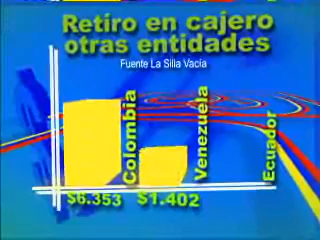 Retiro en cajero
otras entidades
Fuente La Silla Vacía
Colombia
Venezuela
Ecuador
$6.353
$1.402